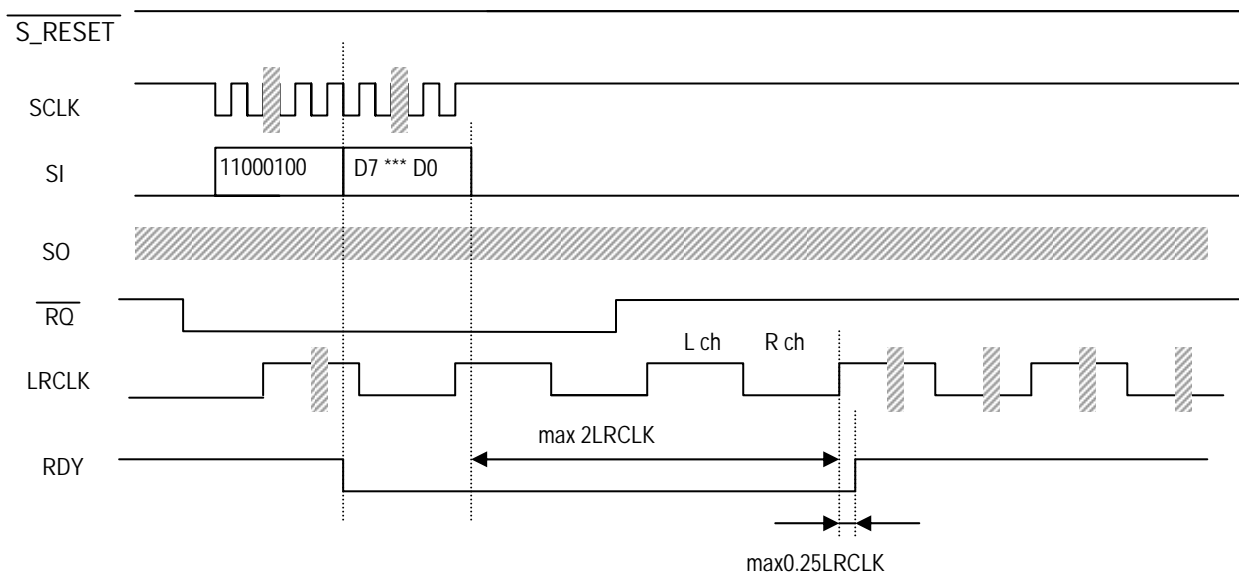 S_RESET
SCLK
SI
11000100
D7 *** D0
SO
RQ
L ch
R ch
LRCLK
max 2LRCLK
RDY
max0.25LRCLK